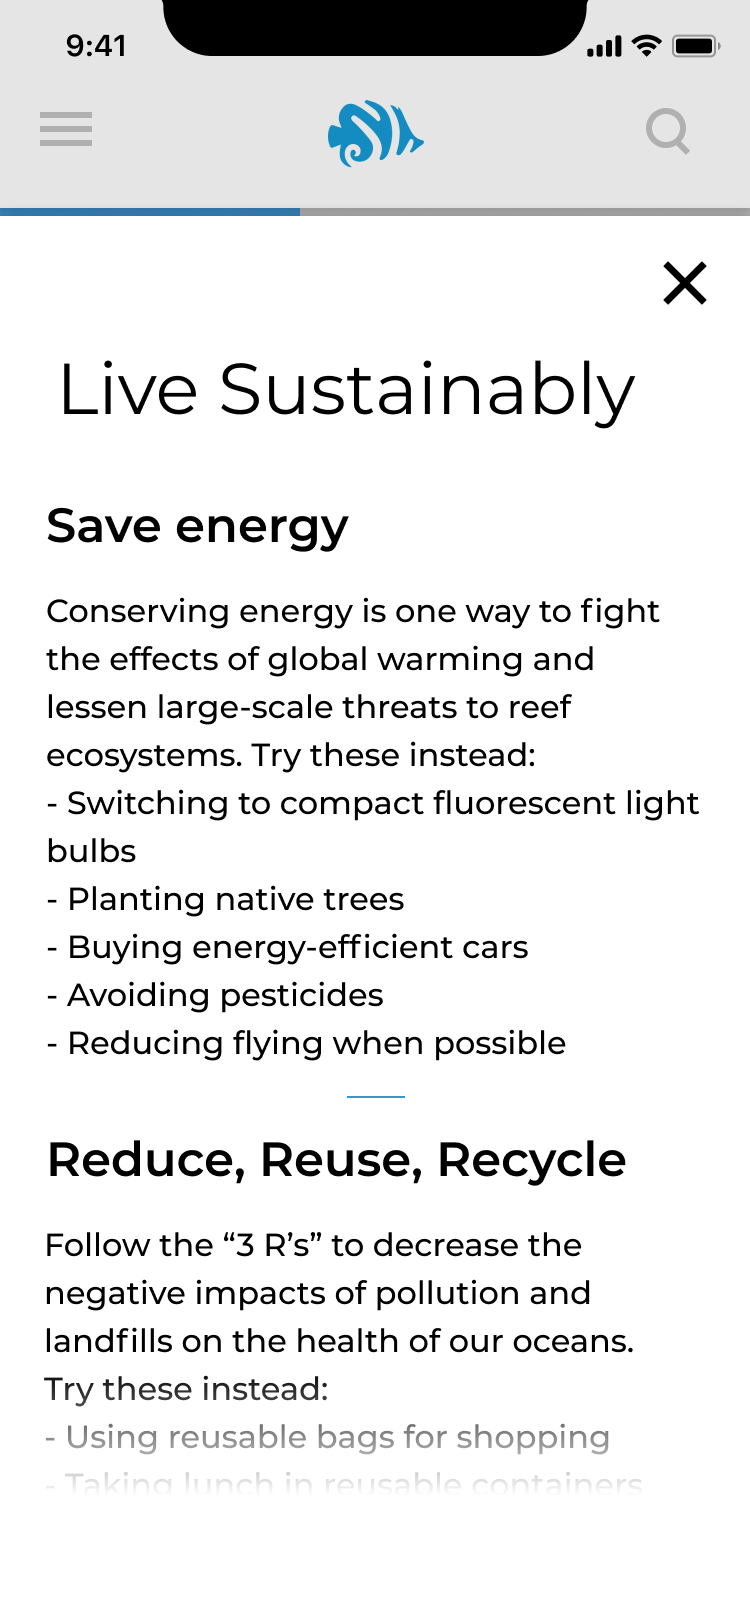 9:41
Live Sustainably
Save energy
Conserving energy is one way to fight
the effects of global warming and
lessen large-scale threats to reef
ecosystems. Try these instead:
- Switching to compact fluorescent light
bulbs
- Planting native trees
- Buying energy-efficient cars
- Avoiding pesticides
- Reducing flying when possible
Reduce, Reuse, Recycle
Follow the “3 R’s” to decrease the
negative impacts of pollution and
landfills on the health of our oceans.
Try these instead:
- Using reusable bags for shopping
- Taking lunch in reusable containers